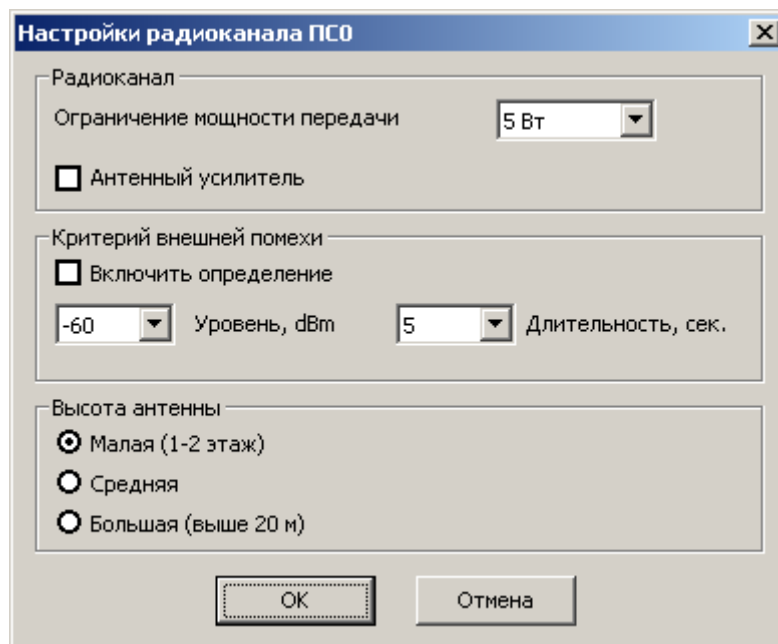 Настройки радиоканала ПС0
Радиоканал
Ограничение мощности передачи 5 Вт
Антенный усилитель
Критерий внешней помехи
Включить определение
-60 Уровень, dBm 5 Длительность, сек.
Высота антенны
Малая (1-2 этаж)
Средняя
Большая (выше 20 м)
OK Отмена